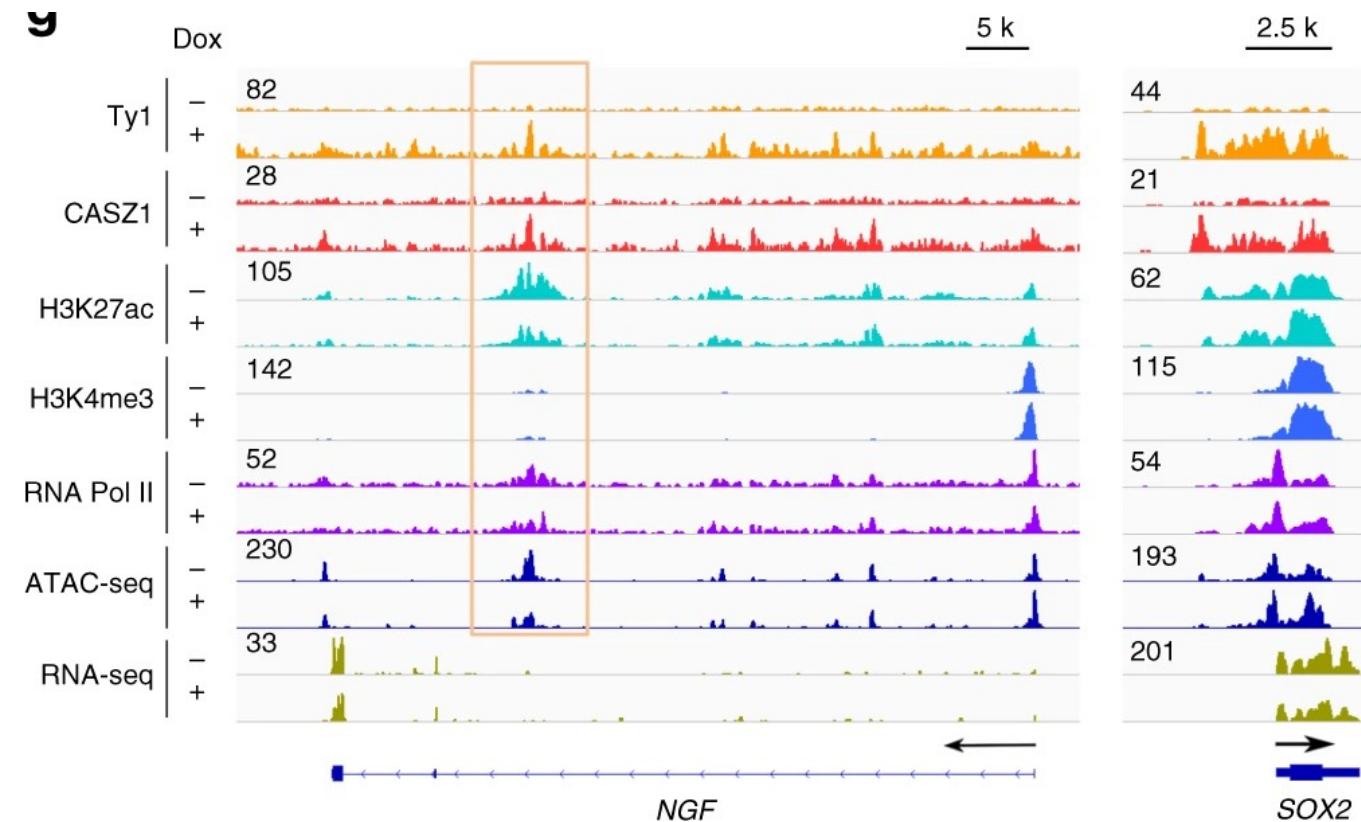 g
Dox
5 k
2.5 k
Ty1
–
+
82
44
CASZ1
–
+
28
21
H3K27ac
–
+
105
62
H3K4me3
–
+
142
115
RNA Pol II
–
+
52
54
ATAC-seq
–
+
230
193
RNA-seq
–
+
33
201
NGF
SOX2